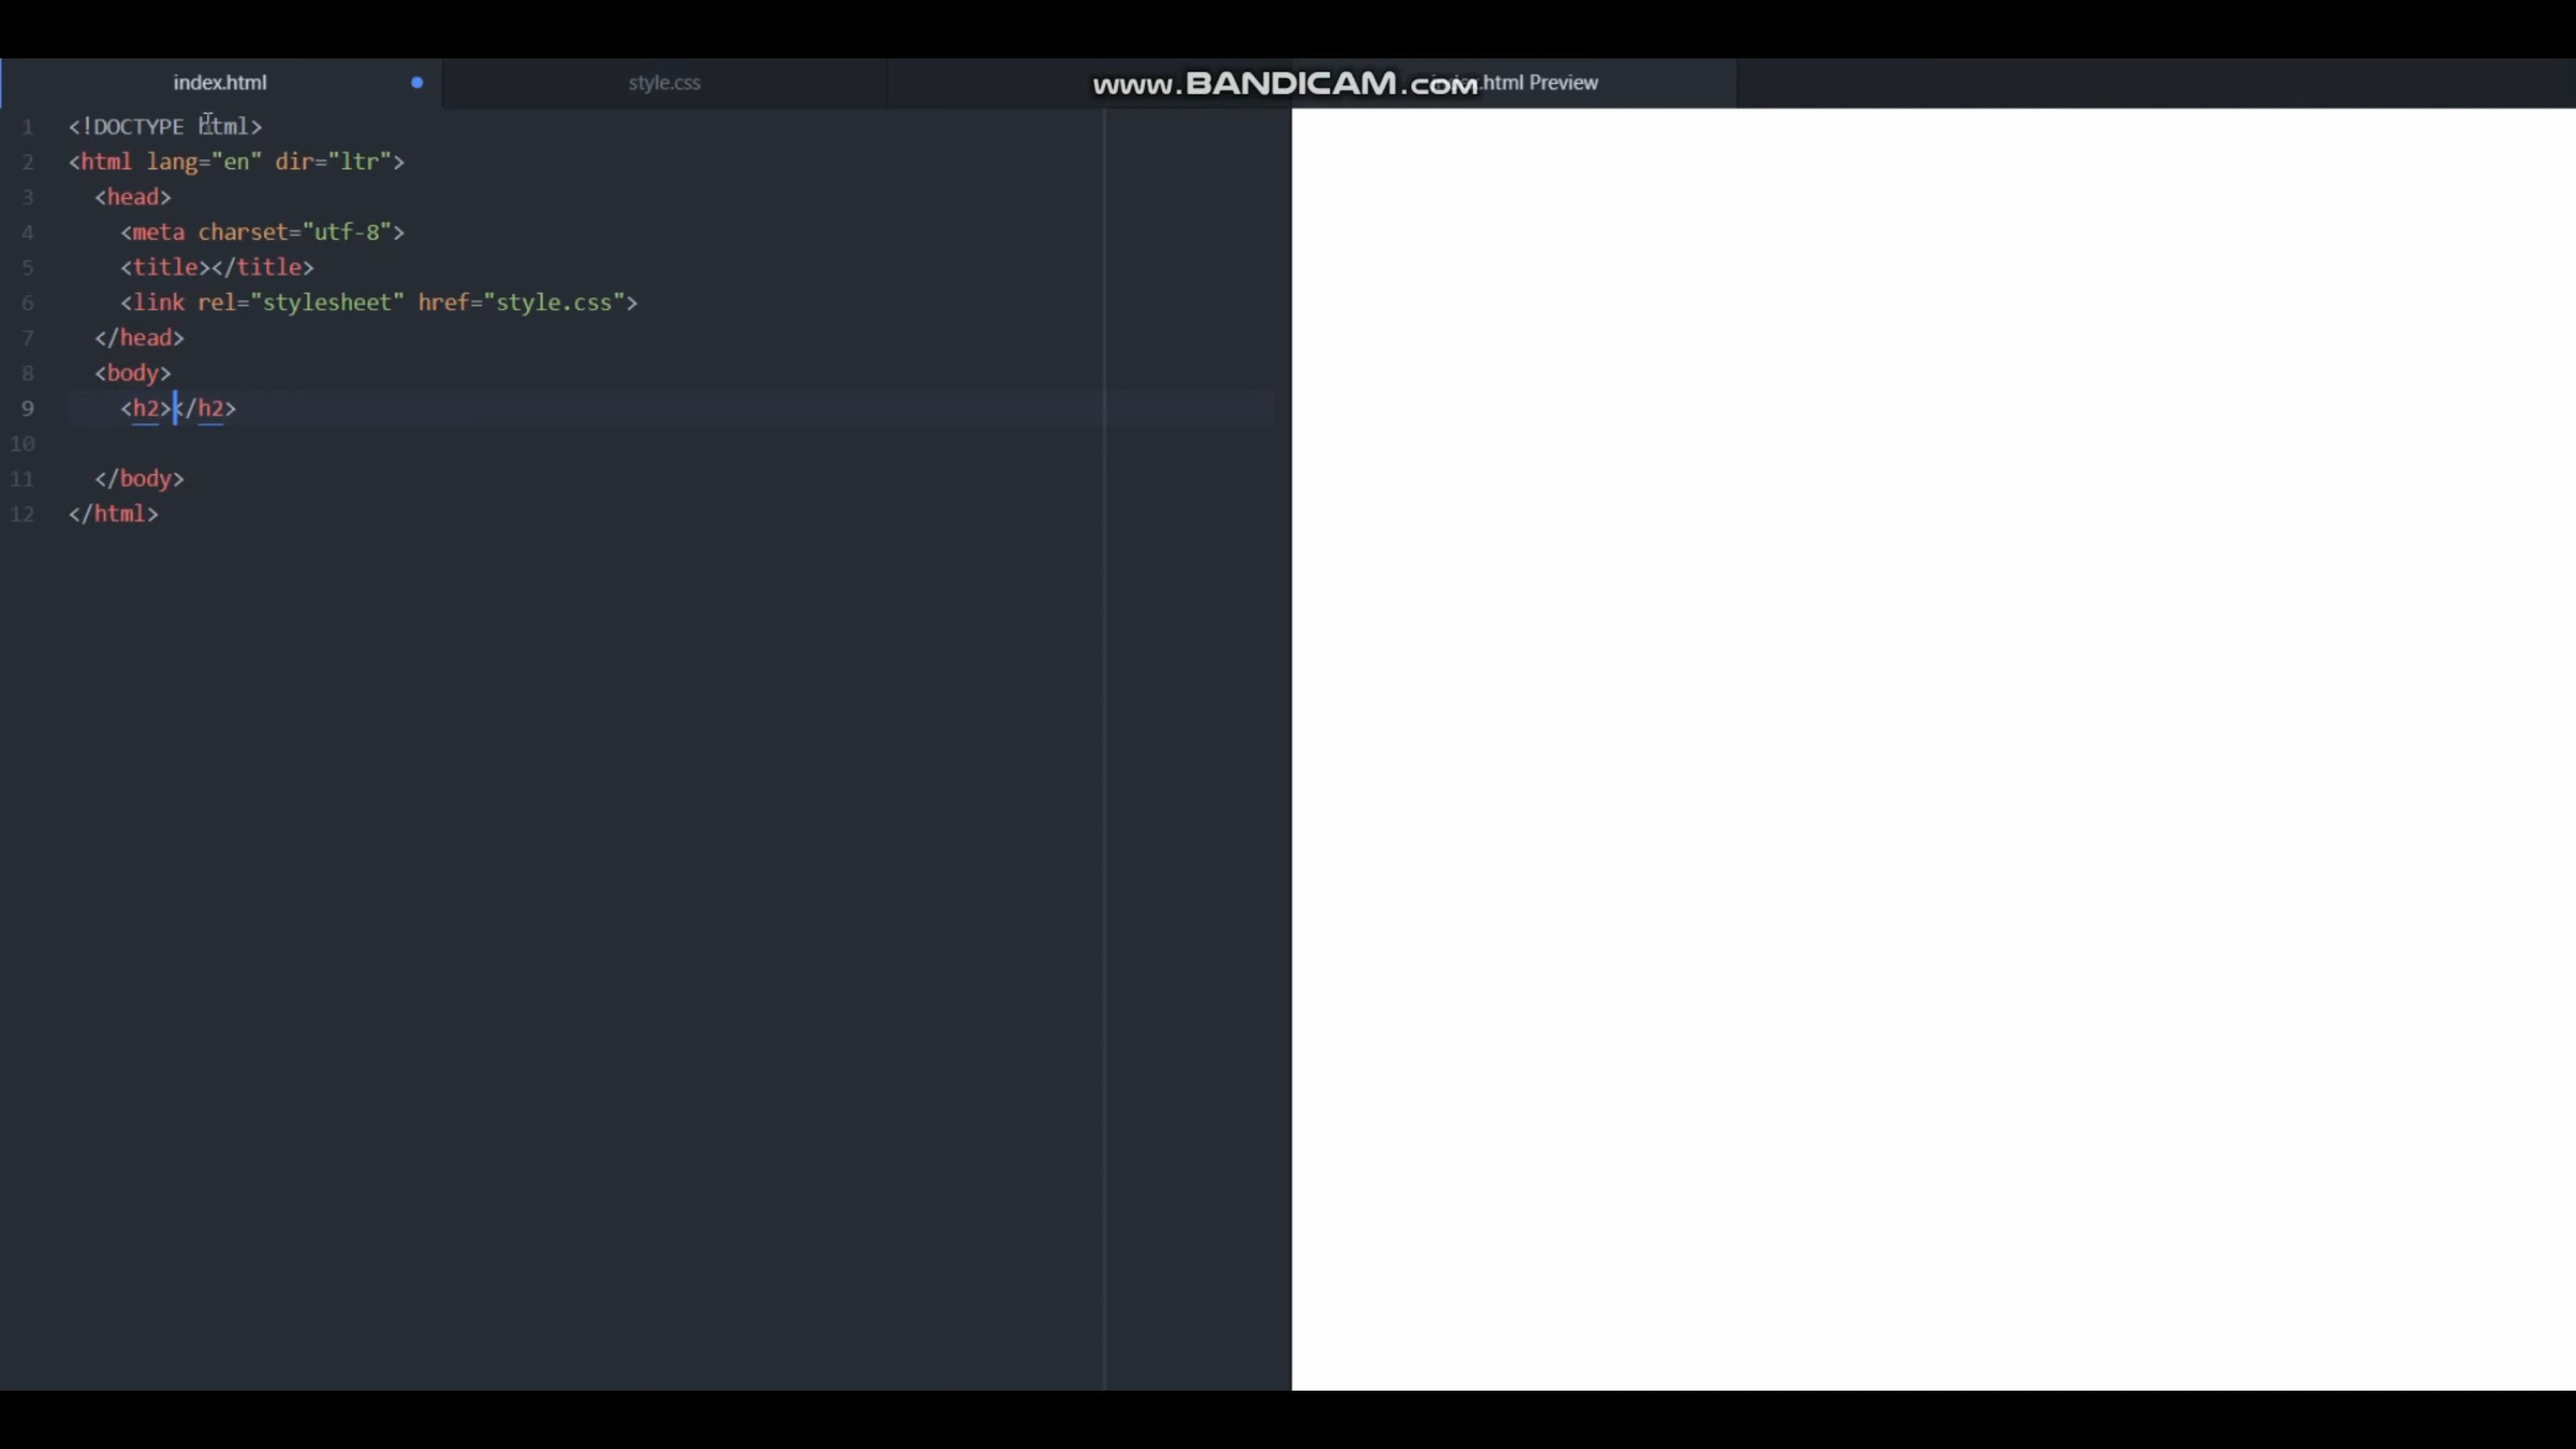 index.html
style.css
www.BANDICAM.com
.html Preview
1 <!DOCTYPE html>
2 <html lang="en" dir="ltr">
3 <head>
4 <meta charset="utf-8">
5 <title></title>
6 <link rel="stylesheet" href="style.css">
7 </head>
8 <body>
9 <h2></h2>
10
11 </body>
12 </html>